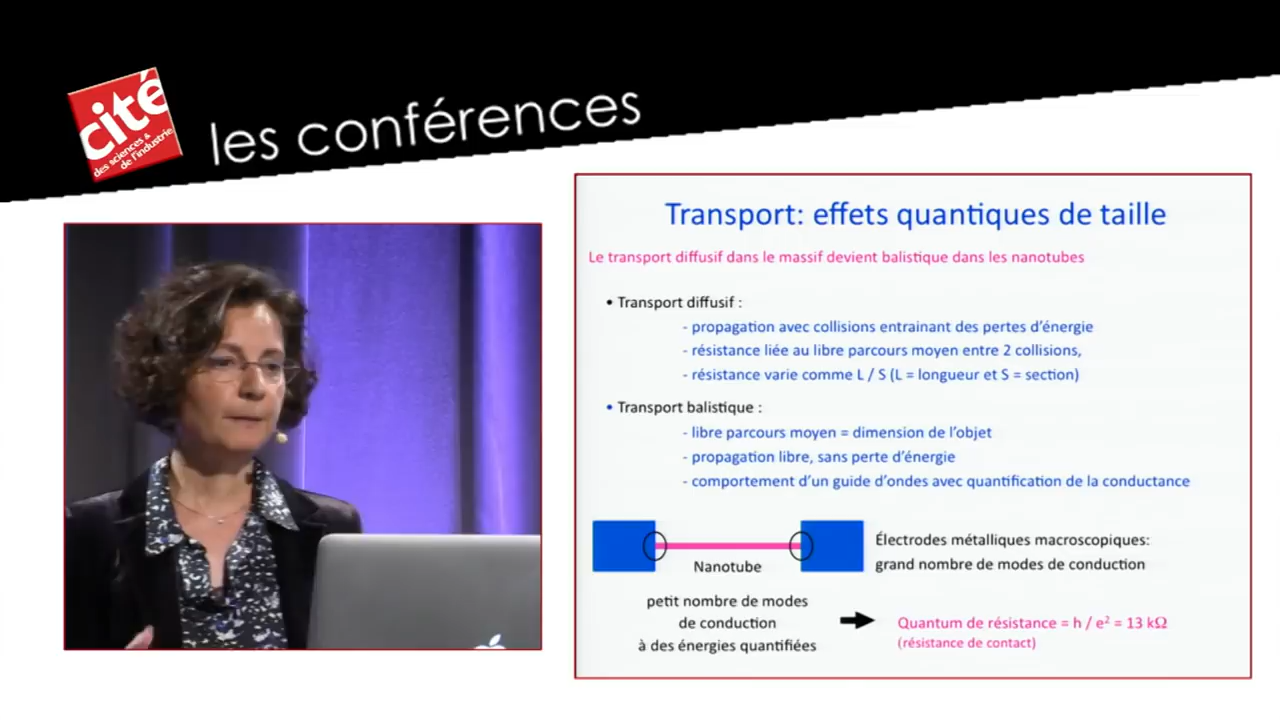 cité
des sciences &
de l'industrie
les conférences
Transport: effets quantiques de taille
Le transport diffusif dans le massif devient balistique dans les nanotubes
• Transport diffusif :
- propagation avec collisions entrainant des pertes d'énergie
- résistance liée au libre parcours moyen entre 2 collisions,
- résistance varie comme L / S (L = longueur et S = section)
• Transport balistique :
- libre parcours moyen = dimension de l'objet
- propagation libre, sans perte d'énergie
- comportement d'un guide d'ondes avec quantification de la conductance
Nanotube
Électrodes métalliques macroscopiques:
grand nombre de modes de conduction
petit nombre de modes
de conduction
à des énergies quantifiées
Quantum de résistance = h / e² = 13 kΩ
(résistance de contact)